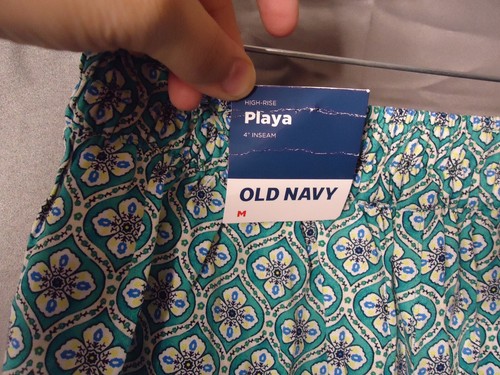 HIGH-RISE
Playa
4" INSEAM
OLD NAVY
M